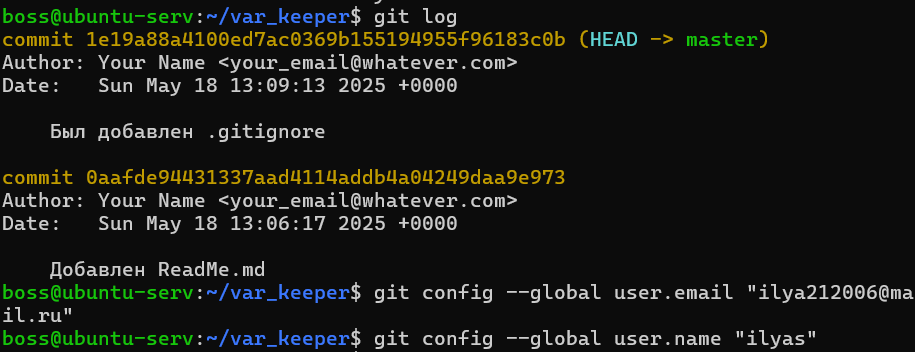 boss@ubuntu-serv:~/var_keeper$ git log
commit 1e19a88a4100ed7ac0369b155194955f96183c0b (HEAD -> master)
Author: Your Name <your_email@whatever.com>
Date:   Sun May 18 13:09:13 2025 +0000
Был добавлен .gitignore
commit 0aafde94431337aad4114addb4a04249daa9e973
Author: Your Name <your_email@whatever.com>
Date:   Sun May 18 13:06:17 2025 +0000
Добавлен ReadMe.md
boss@ubuntu-serv:~/var_keeper$ git config --global user.email "ilya212006@ma
il.ru"
boss@ubuntu-serv:~/var_keeper$ git config --global user.name "ilyas"